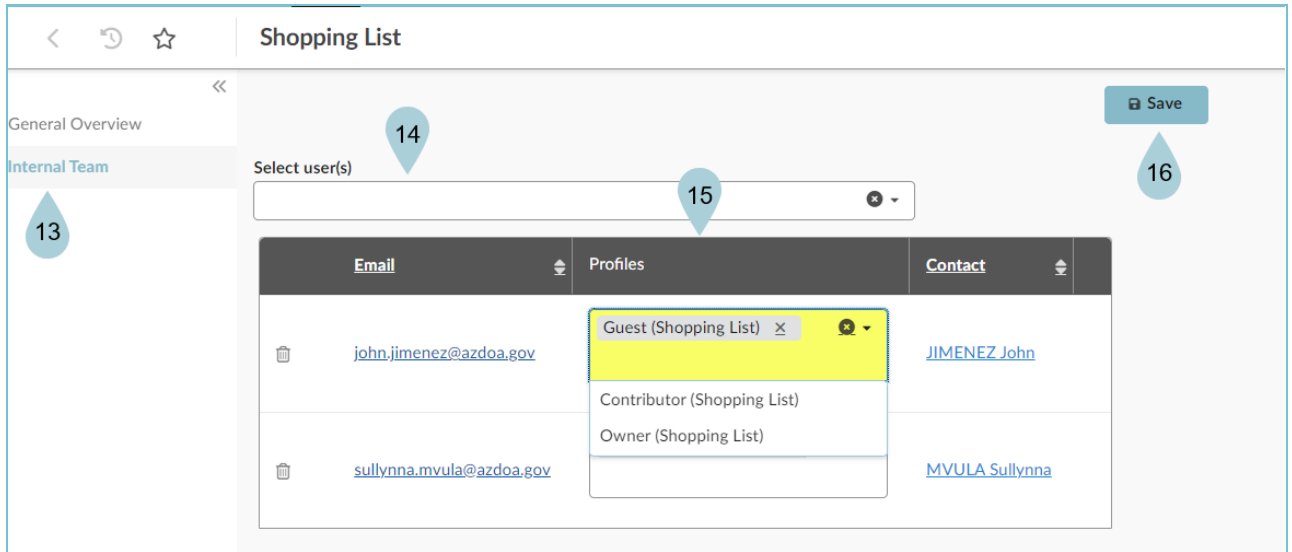 Shopping List
General Overview
Internal Team
13
14
Select user(s)
15
Save
16
Email
Profiles
Contact
john.jimenez@azdoa.gov
Guest (Shopping List)
JIMENEZ John
Contributor (Shopping List)
Owner (Shopping List)
sullynna.mvula@azdoa.gov
MVULA Sullynna